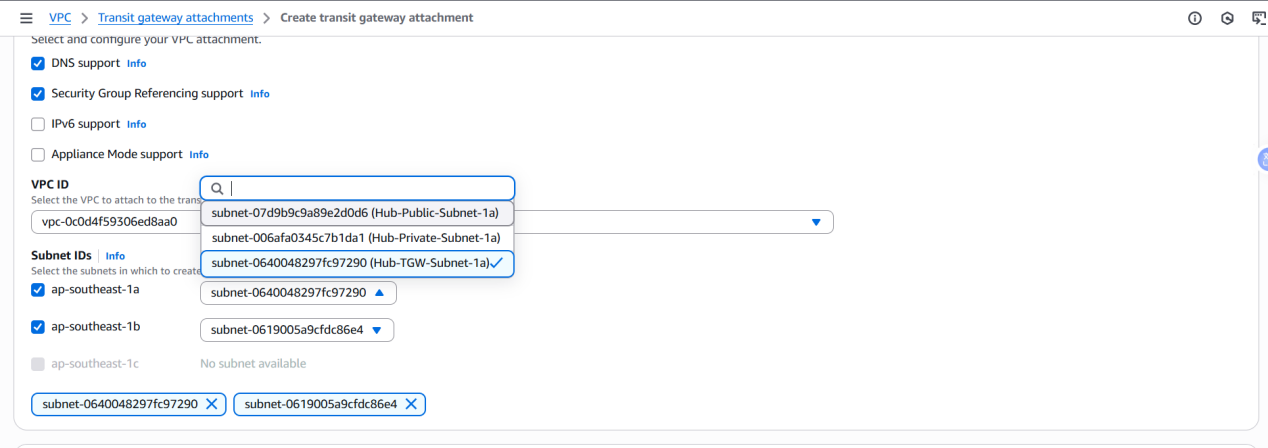 VPC > Transit gateway attachments > Create transit gateway attachment
Select and configure your VPC attachment.
DNS support Info
Security Group Referencing support Info
IPv6 support Info
Appliance Mode support Info
VPC ID
Select the VPC to attach to the trans
vpc-0c0d4f59306ed8aa0
subnet-07d9b9c9a89e2d0d6 (Hub-Public-Subnet-1a)
subnet-006afa0345c7b1da1 (Hub-Private-Subnet-1a)
subnet-0640048297fc97290 (Hub-TGW-Subnet-1a)
Subnet IDs Info
Select the subnets in which to create
ap-southeast-1a subnet-0640048297fc97290
ap-southeast-1b subnet-0619005a9cfdc86e4
ap-southeast-1c No subnet available
subnet-0640048297fc97290 subnet-0619005a9cfdc86e4